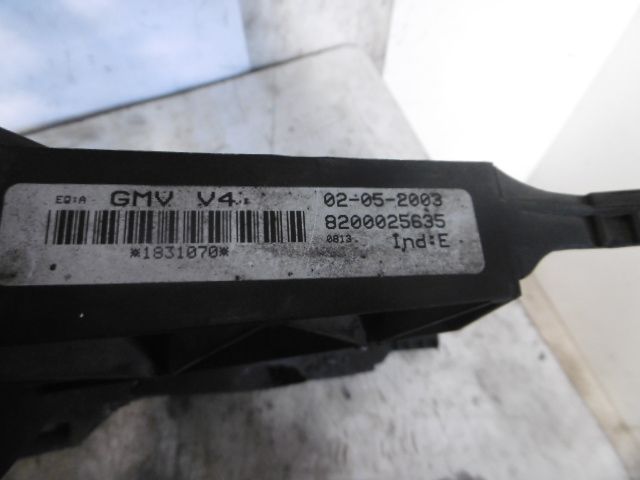 EQ:A GMV V4 02-05-2003
8200025635
0813 Ind:E
*1831070*